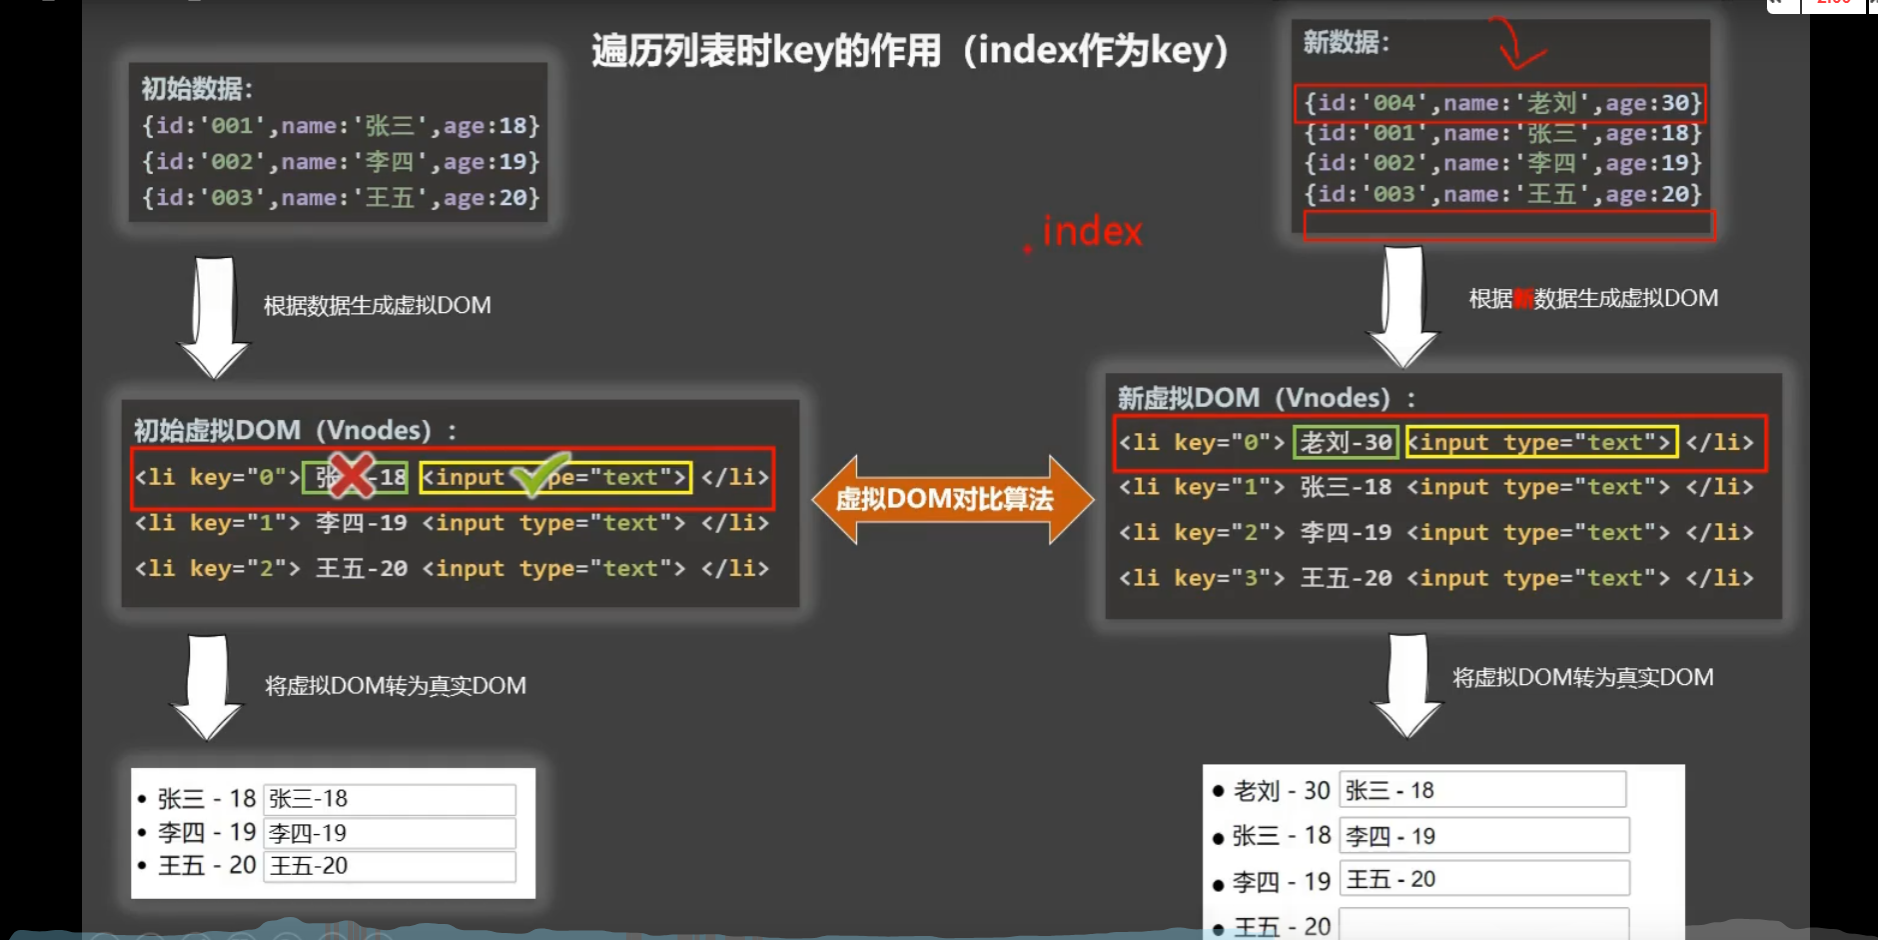 遍历列表时key的作用（index作为key）
初始数据：
{id:'001',name:'张三',age:18}
{id:'002',name:'李四',age:19}
{id:'003',name:'王五',age:20}
新数据：
{id:'004',name:'老刘',age:30}
{id:'001',name:'张三',age:18}
{id:'002',name:'李四',age:19}
{id:'003',name:'王五',age:20}
index
根据数据生成虚拟DOM
根据新数据生成虚拟DOM
初始虚拟DOM（Vnodes）：
<li key="0"> 张 -18 <input type="text"> </li>
<li key="1"> 李四-19 <input type="text"> </li>
<li key="2"> 王五-20 <input type="text"> </li>
虚拟DOM对比算法
新虚拟DOM（Vnodes）：
<li key="0"> 老刘-30 <input type="text"> </li>
<li key="1"> 张三-18 <input type="text"> </li>
<li key="2"> 李四-19 <input type="text"> </li>
<li key="3"> 王五-20 <input type="text"> </li>
将虚拟DOM转为真实DOM
将虚拟DOM转为真实DOM
张三 - 18 张三-18
李四 - 19 李四-19
王五 - 20 王五-20
老刘 - 30 张三 - 18
张三 - 18 李四 - 19
李四 - 19 王五 - 20
王五 - 20